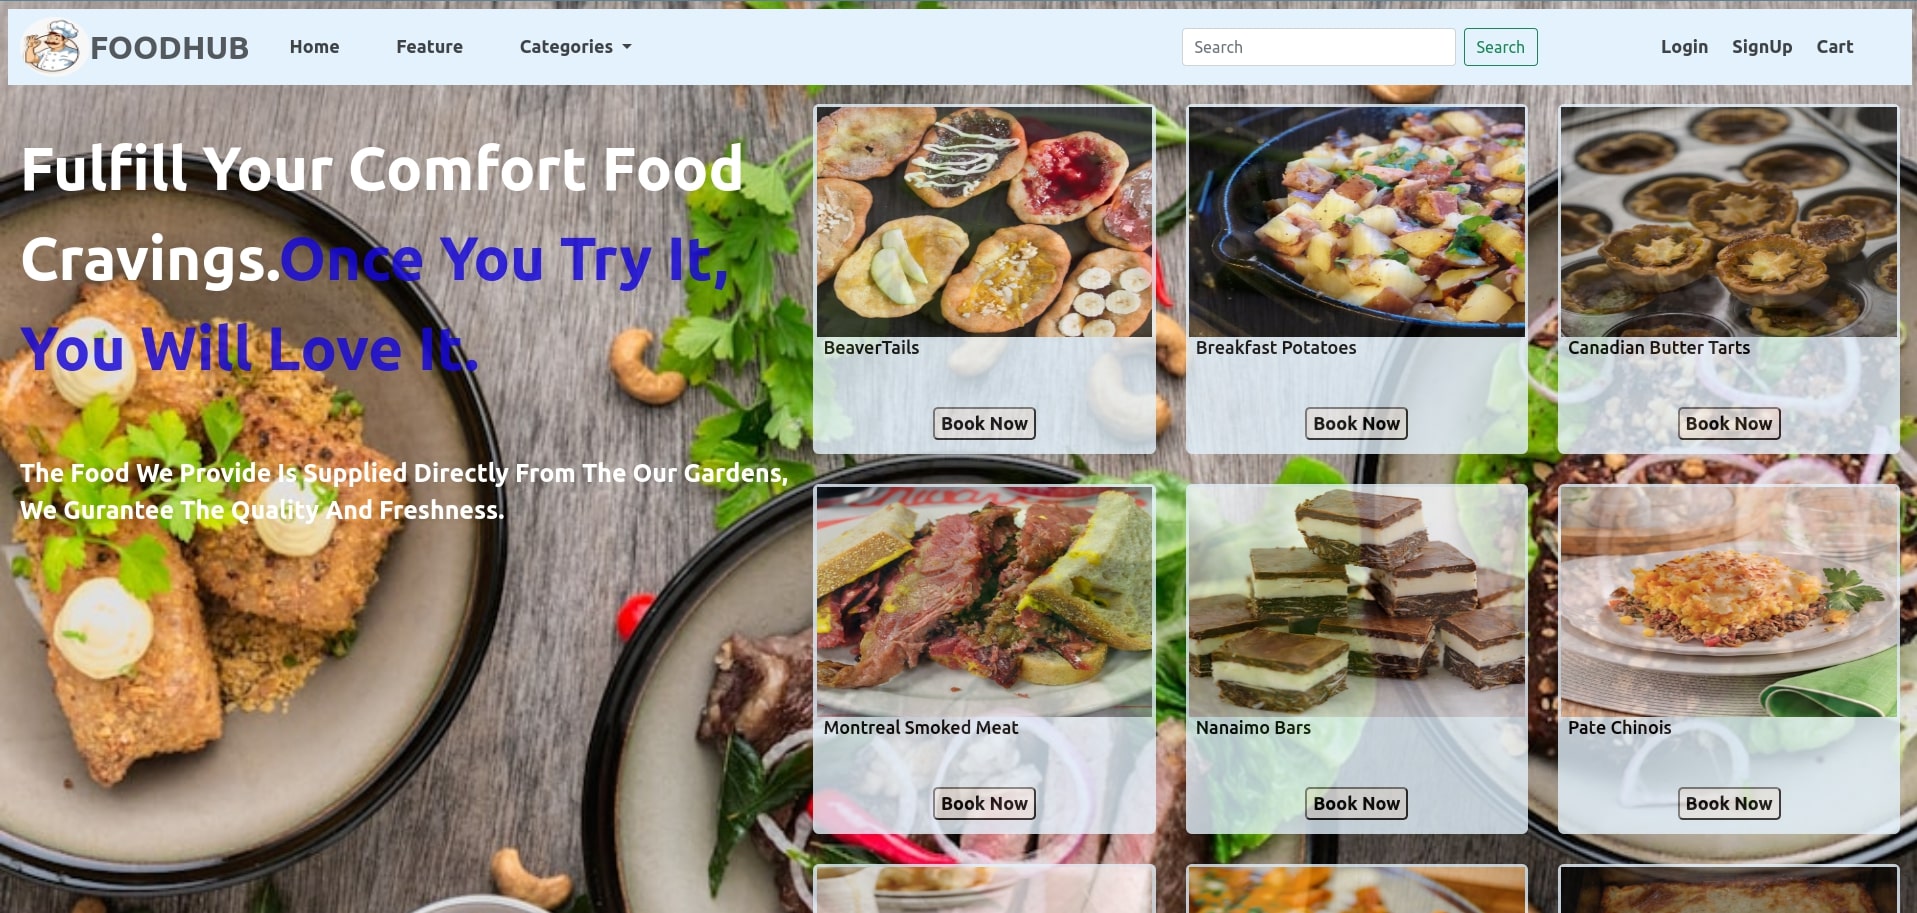 FOODHUB
Home
Feature
Categories
Search
Search
Login
SignUp
Cart
Fulfill Your Comfort Food
Cravings.Once You Try It,
You Will Love It.
The Food We Provide Is Supplied Directly From The Our Gardens,
We Gurantee The Quality And Freshness.
BeaverTails
Book Now
Breakfast Potatoes
Book Now
Canadian Butter Tarts
Book Now
Montreal Smoked Meat
Book Now
Nanaimo Bars
Book Now
Pate Chinois
Book Now